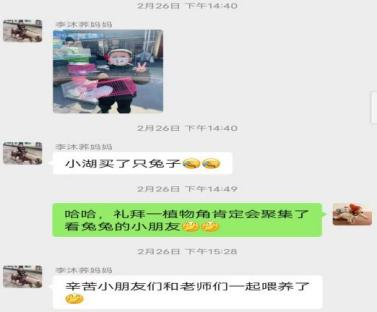 2月26日 下午14:40
李沐荞妈妈
2月26日 下午14:40
李沐荞妈妈
小湖买了只兔子
2月26日 下午14:49
哈哈，礼拜一植物角肯定会聚集了
看兔兔的小朋友
2月26日 下午15:28
李沐荞妈妈
辛苦小朋友们和老师们一起喂养了